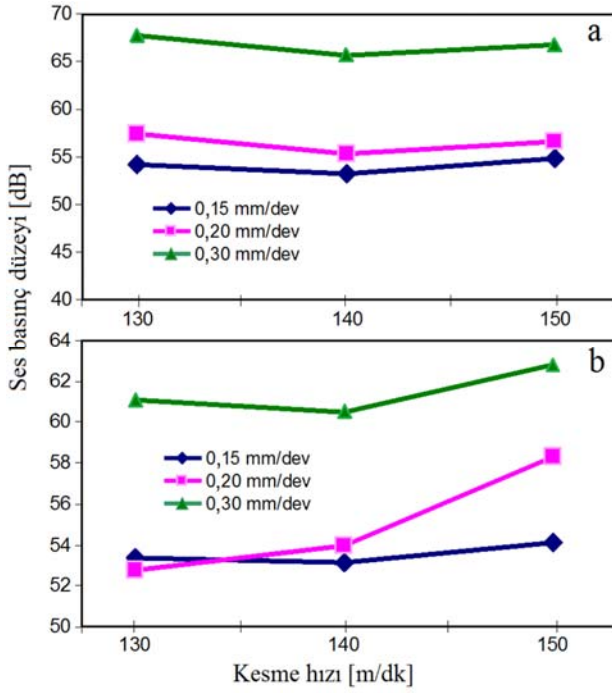 Ses basınç düzeyi [dB]
70
65
60
55
50
45
40
a
0,15 mm/dev
0,20 mm/dev
0,30 mm/dev
130 140 150
64
62
60
58
56
54
52
50
b
0,15 mm/dev
0,20 mm/dev
0,30 mm/dev
130 140 150
Kesme hızı [m/dk]